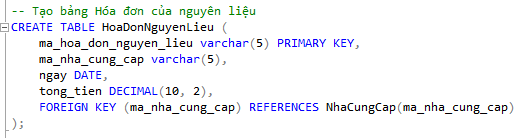 -- Tạo bảng Hóa đơn của nguyên liệu
CREATE TABLE HoaDonNguyenLieu (
    ma_hoa_don_nguyen_lieu varchar(5) PRIMARY KEY,
    ma_nha_cung_cap varchar(5),
    ngay DATE,
    tong_tien DECIMAL(10, 2),
    FOREIGN KEY (ma_nha_cung_cap) REFERENCES NhaCungCap(ma_nha_cung_cap)
);